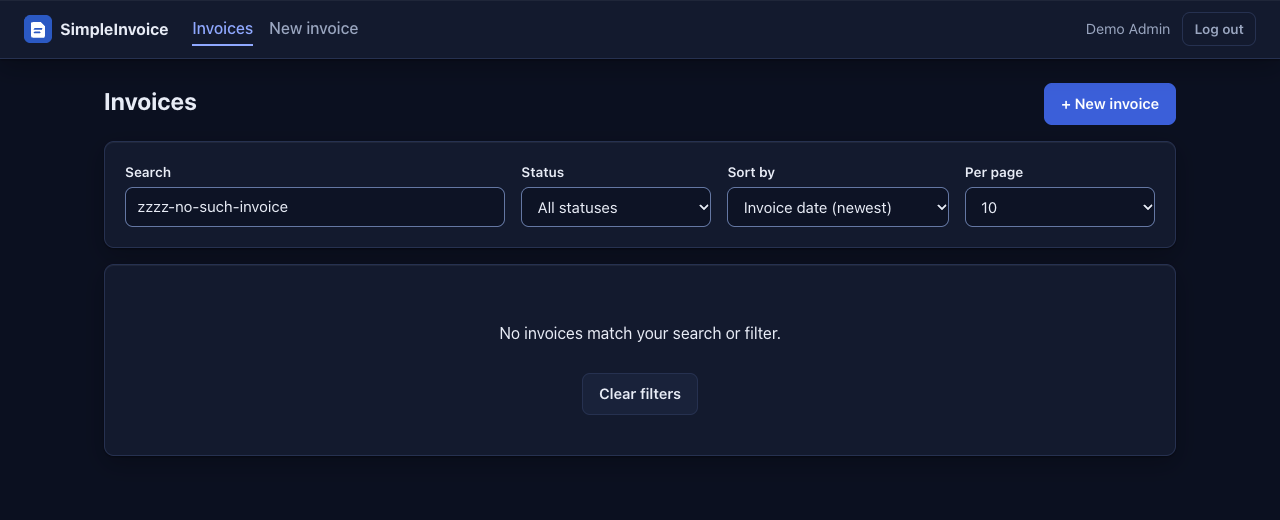 SimpleInvoice Invoices New invoice Demo Admin Log out
Invoices + New invoice
Search Status Sort by Per page
zzzz-no-such-invoice All statuses Invoice date (newest) 10
No invoices match your search or filter.
Clear filters